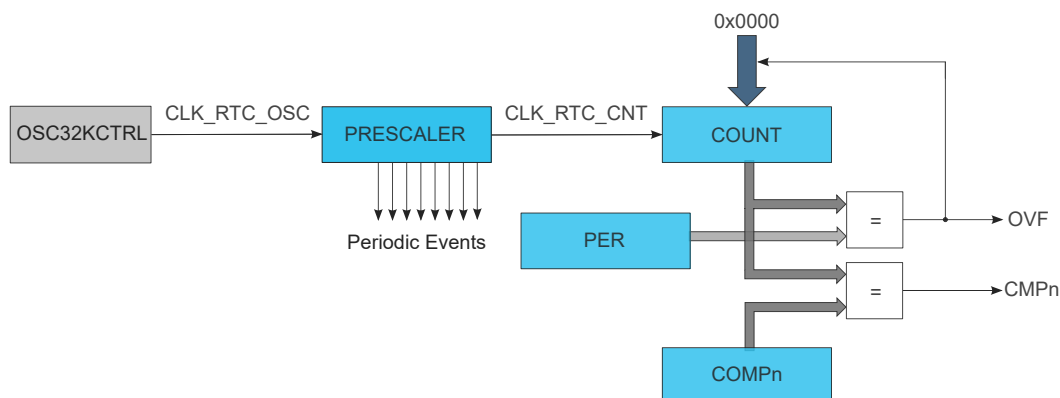 0x0000
OSC32KCTRL
CLK_RTC_OSC
PRESCALER
CLK_RTC_CNT
COUNT
Periodic Events
PER
=
OVF
=
CMPn
COMPn